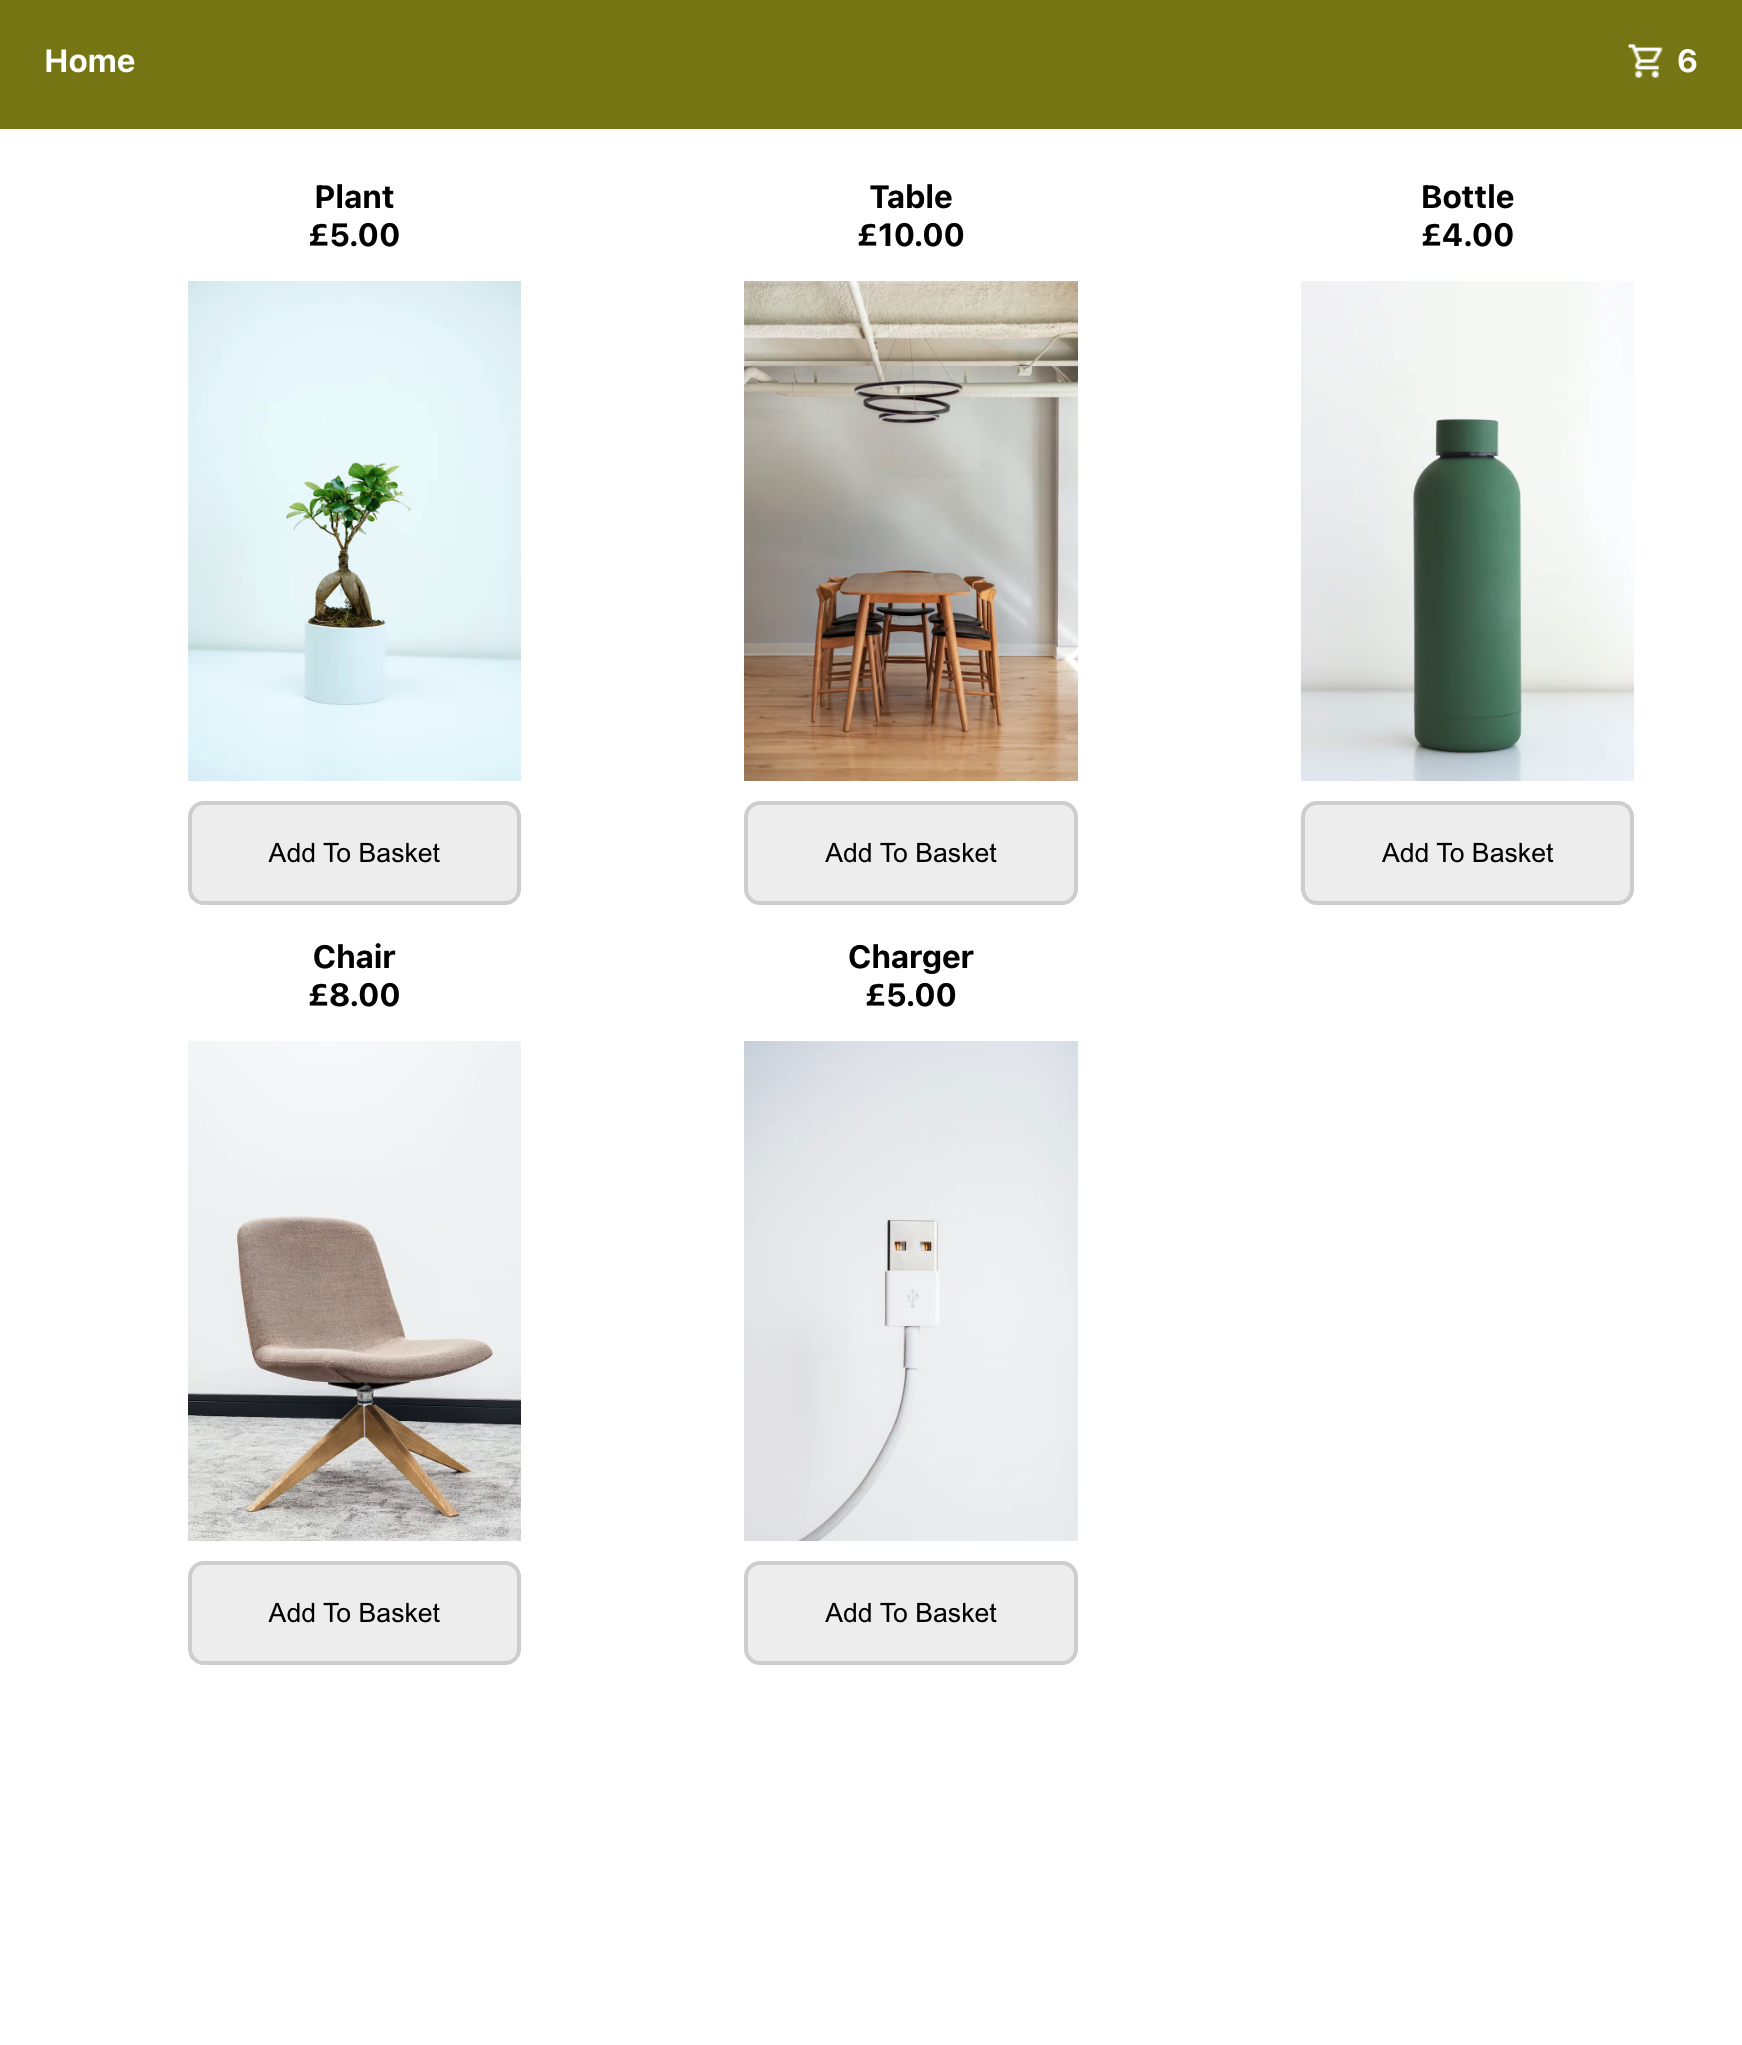 Home
6
Plant
£5.00
Table
£10.00
Bottle
£4.00
Add To Basket
Add To Basket
Add To Basket
Chair
£8.00
Charger
£5.00
Add To Basket
Add To Basket